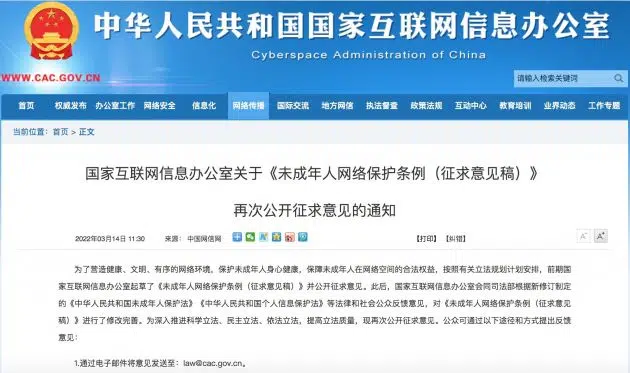 中华人民共和国国家互联网信息办公室
Cyberspace Administration of China
WWW.CAC.GOV.CN
请输入检索关键词
首页 权威发布 办公室工作 网络安全 信息化 网络传播 国际交流 地方网信 执法督查 政策法规 互动中心 教育培训 业界动态 工作专题
当前位置: 首页 > 正文
国家互联网信息办公室关于《未成年人网络保护条例（征求意见稿）》
再次公开征求意见的通知
2022年03月14日 11:30 来源: 中国网信网 【打印】【纠错】 A- A+
为了营造健康、文明、有序的网络环境，保护未成年人身心健康，保障未成年人在网络空间的合法权益，按照有关立法规划计划安排，前期国
家互联网信息办公室起草了《未成年人网络保护条例（征求意见稿）》并公开征求意见。此后，国家互联网信息办公室会同司法部根据新修订制定
的《中华人民共和国未成年人保护法》《中华人民共和国个人信息保护法》等法律和社会公众反馈意见，对《未成年人网络保护条例（征求意见
稿）》进行了修改完善。为深入推进科学立法、民主立法、依法立法，提高立法质量，现再次公开征求意见。公众可通过以下途径和方式提出反馈
意见：
1.通过电子邮件将意见发送至：law@cac.gov.cn。